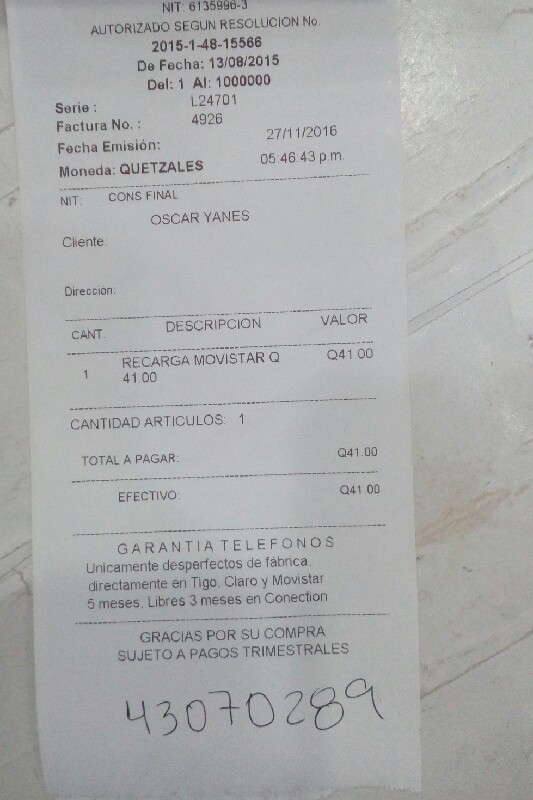 NIT: 6135996-3
AUTORIZADO SEGUN RESOLUCION No.
2015-1-48-15566
De Fecha: 13/08/2015
Del: 1 Al: 1000000
Serie : L24701
Factura No. : 4926
Fecha Emisión: 27/11/2016
Moneda: QUETZALES 05:46:43 p.m.
NIT: CONS FINAL
OSCAR YANES
Cliente:
Dirección:
CANT. DESCRIPCION VALOR
1 RECARGA MOVISTAR Q Q41.00
41.00
CANTIDAD ARTICULOS: 1
TOTAL A PAGAR: Q41.00
EFECTIVO: Q41.00
GARANTIA TELEFONOS
Unicamente desperfectos de fábrica,
directamente en Tigo, Claro y Movistar
5 meses, Libres 3 meses en Conection
GRACIAS POR SU COMPRA
SUJETO A PAGOS TRIMESTRALES
43070289